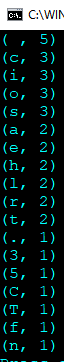 C:\WIN
( , 5)
(c, 3)
(i, 3)
(o, 3)
(s, 3)
(a, 2)
(e, 2)
(h, 2)
(l, 2)
(r, 2)
(t, 2)
(., 1)
(3, 1)
(5, 1)
(C, 1)
(T, 1)
(f, 1)
(n, 1)